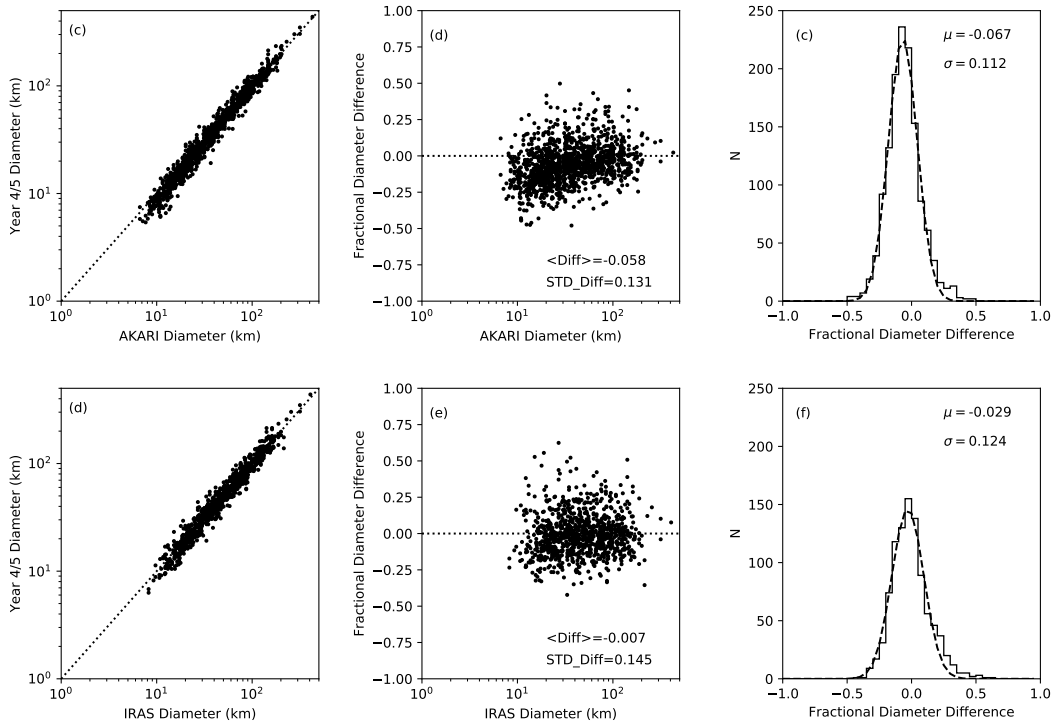 (c)
Year 4/5 Diameter (km)
10^2
10^1
10^0
10^0 10^1 10^2
AKARI Diameter (km)
(d)
Fractional Diameter Difference
1.00
0.75
0.50
0.25
0.00
−0.25
−0.50
−0.75
−1.00
<Diff>=-0.058
STD_Diff=0.131
10^0 10^1 10^2
AKARI Diameter (km)
(c)
μ = -0.067
σ = 0.112
N
250
200
150
100
50
0
−1.0 −0.5 0.0 0.5 1.0
Fractional Diameter Difference
(d)
Year 4/5 Diameter (km)
10^2
10^1
10^0
10^0 10^1 10^2
IRAS Diameter (km)
(e)
Fractional Diameter Difference
1.00
0.75
0.50
0.25
0.00
−0.25
−0.50
−0.75
−1.00
<Diff>=-0.007
STD_Diff=0.145
10^0 10^1 10^2
IRAS Diameter (km)
(f)
μ = -0.029
σ = 0.124
N
250
200
150
100
50
0
−1.0 −0.5 0.0 0.5 1.0
Fractional Diameter Difference